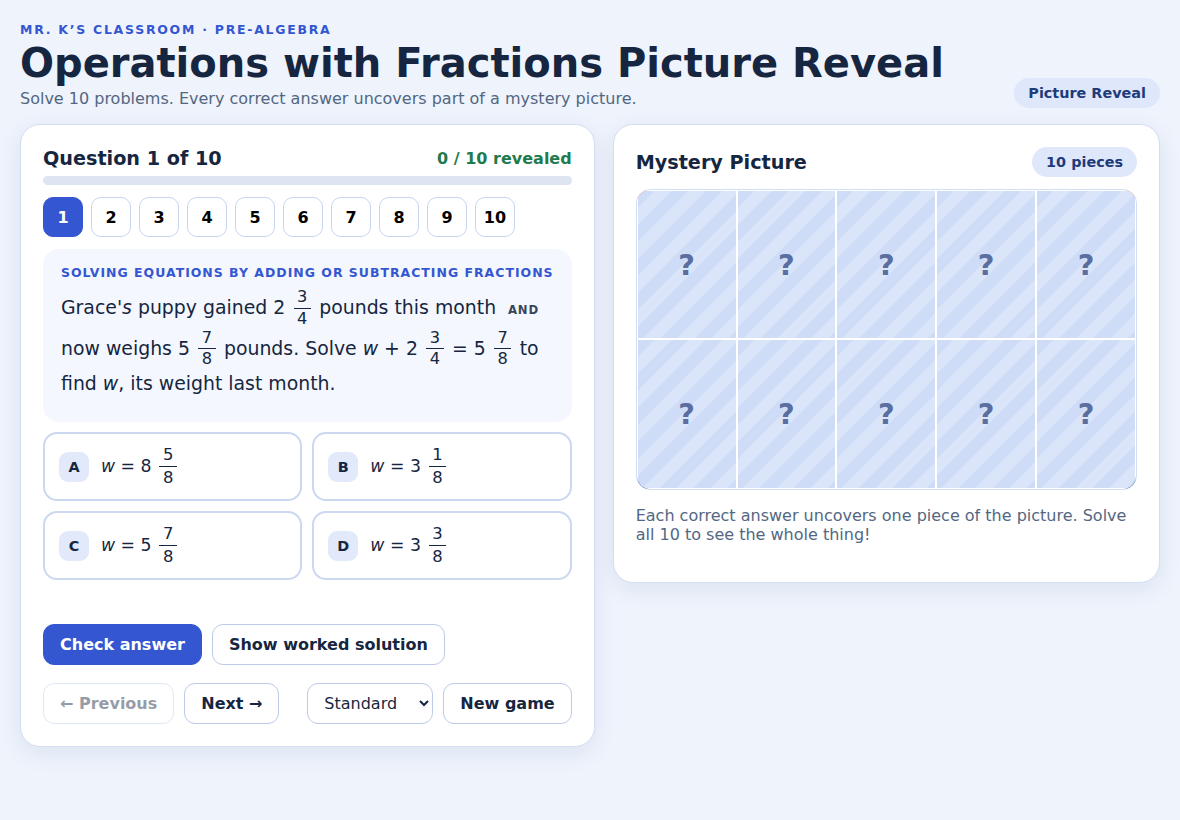 MR. K’S CLASSROOM · PRE-ALGEBRA
Operations with Fractions Picture Reveal
Solve 10 problems. Every correct answer uncovers part of a mystery picture.
Picture Reveal
Question 1 of 10
0 / 10 revealed
1 2 3 4 5 6 7 8 9 10
SOLVING EQUATIONS BY ADDING OR SUBTRACTING FRACTIONS
Grace's puppy gained 2 3/4 pounds this month AND
now weighs 5 7/8 pounds. Solve w + 2 3/4 = 5 7/8 to
find w, its weight last month.
A w = 8 5/8
B w = 3 1/8
C w = 5 7/8
D w = 3 3/8
Check answer
Show worked solution
← Previous
Next →
Standard
New game
Mystery Picture
10 pieces
? ? ? ? ?
? ? ? ? ?
Each correct answer uncovers one piece of the picture. Solve
all 10 to see the whole thing!